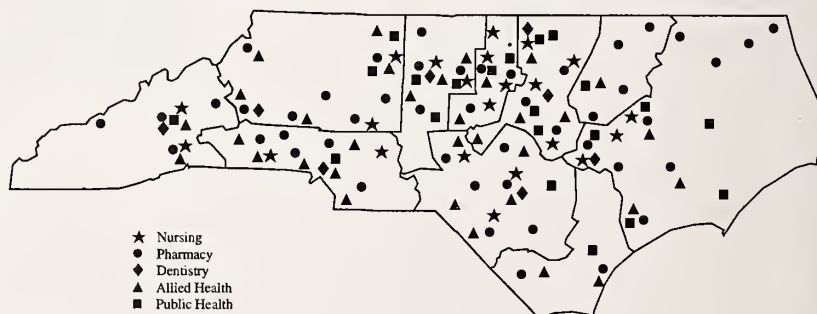 Nursing
Pharmacy
Dentistry
Allied Health
Public Health